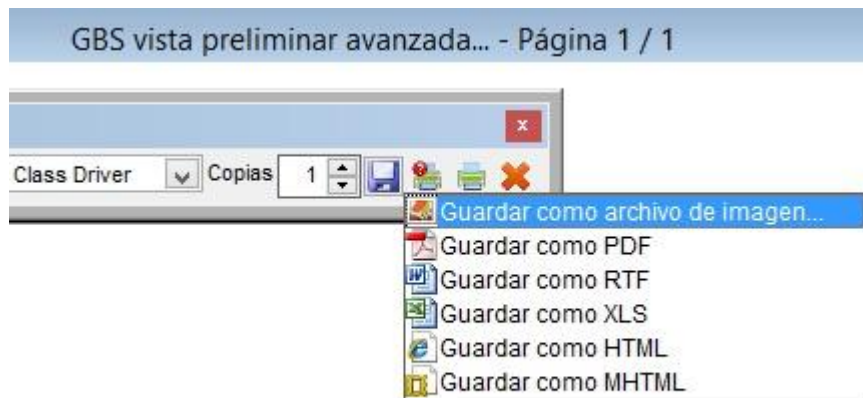 GBS vista preliminar avanzada... - Página 1 / 1
Class Driver Copias 1
Guardar como archivo de imagen...
Guardar como PDF
Guardar como RTF
Guardar como XLS
Guardar como HTML
Guardar como MHTML